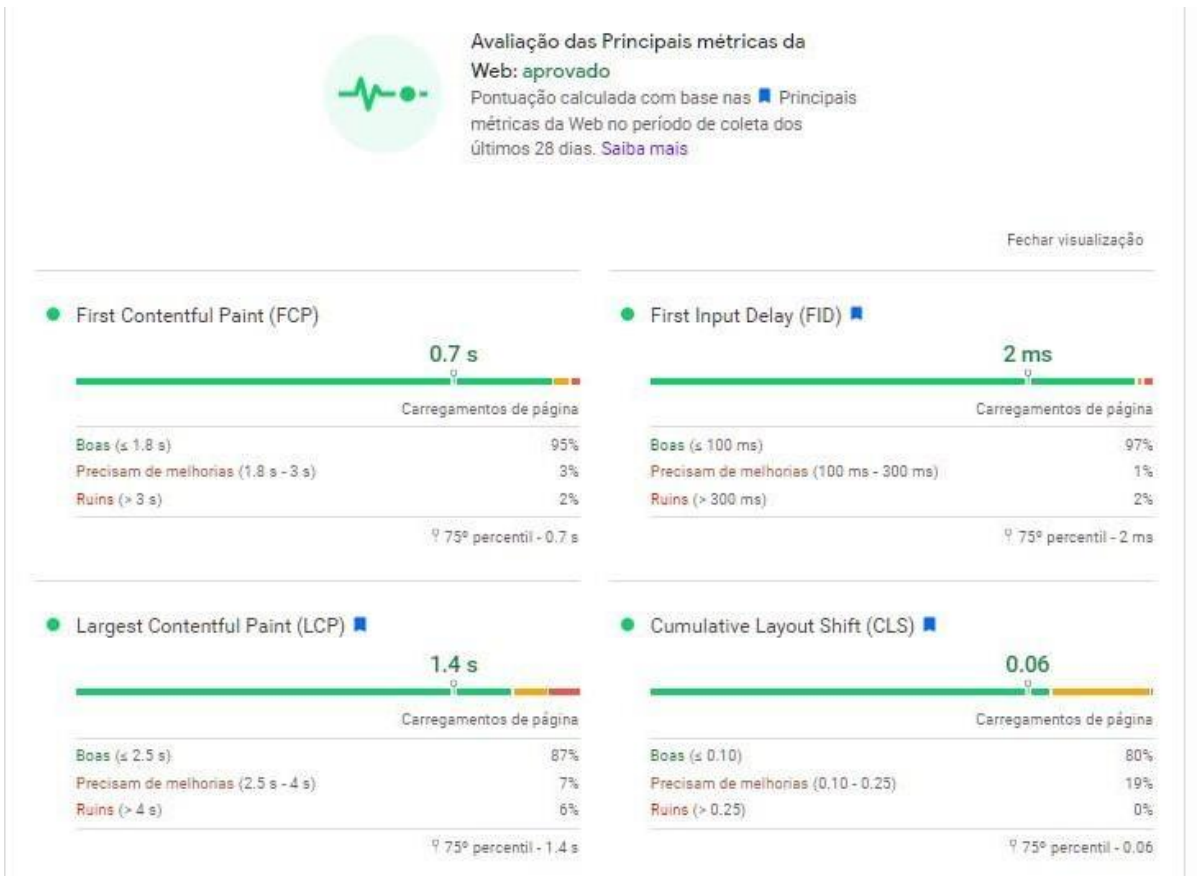 Avaliação das Principais métricas da
Web: aprovado
Pontuação calculada com base nas Principais
métricas da Web no período de coleta dos
últimos 28 dias. Saiba mais
Fechar visualização
First Contentful Paint (FCP)
0.7 s
Carregamentos de página
Boas (≤ 1.8 s) 95%
Precisam de melhorias (1.8 s - 3 s) 3%
Ruins (> 3 s) 2%
75º percentil - 0.7 s
First Input Delay (FID)
2 ms
Carregamentos de página
Boas (≤ 100 ms) 97%
Precisam de melhorias (100 ms - 300 ms) 1%
Ruins (> 300 ms) 2%
75º percentil - 2 ms
Largest Contentful Paint (LCP)
1.4 s
Carregamentos de página
Boas (≤ 2.5 s) 87%
Precisam de melhorias (2.5 s - 4 s) 7%
Ruins (> 4 s) 6%
75º percentil - 1.4 s
Cumulative Layout Shift (CLS)
0.06
Carregamentos de página
Boas (≤ 0.10) 80%
Precisam de melhorias (0.10 - 0.25) 19%
Ruins (> 0.25) 0%
75º percentil - 0.06